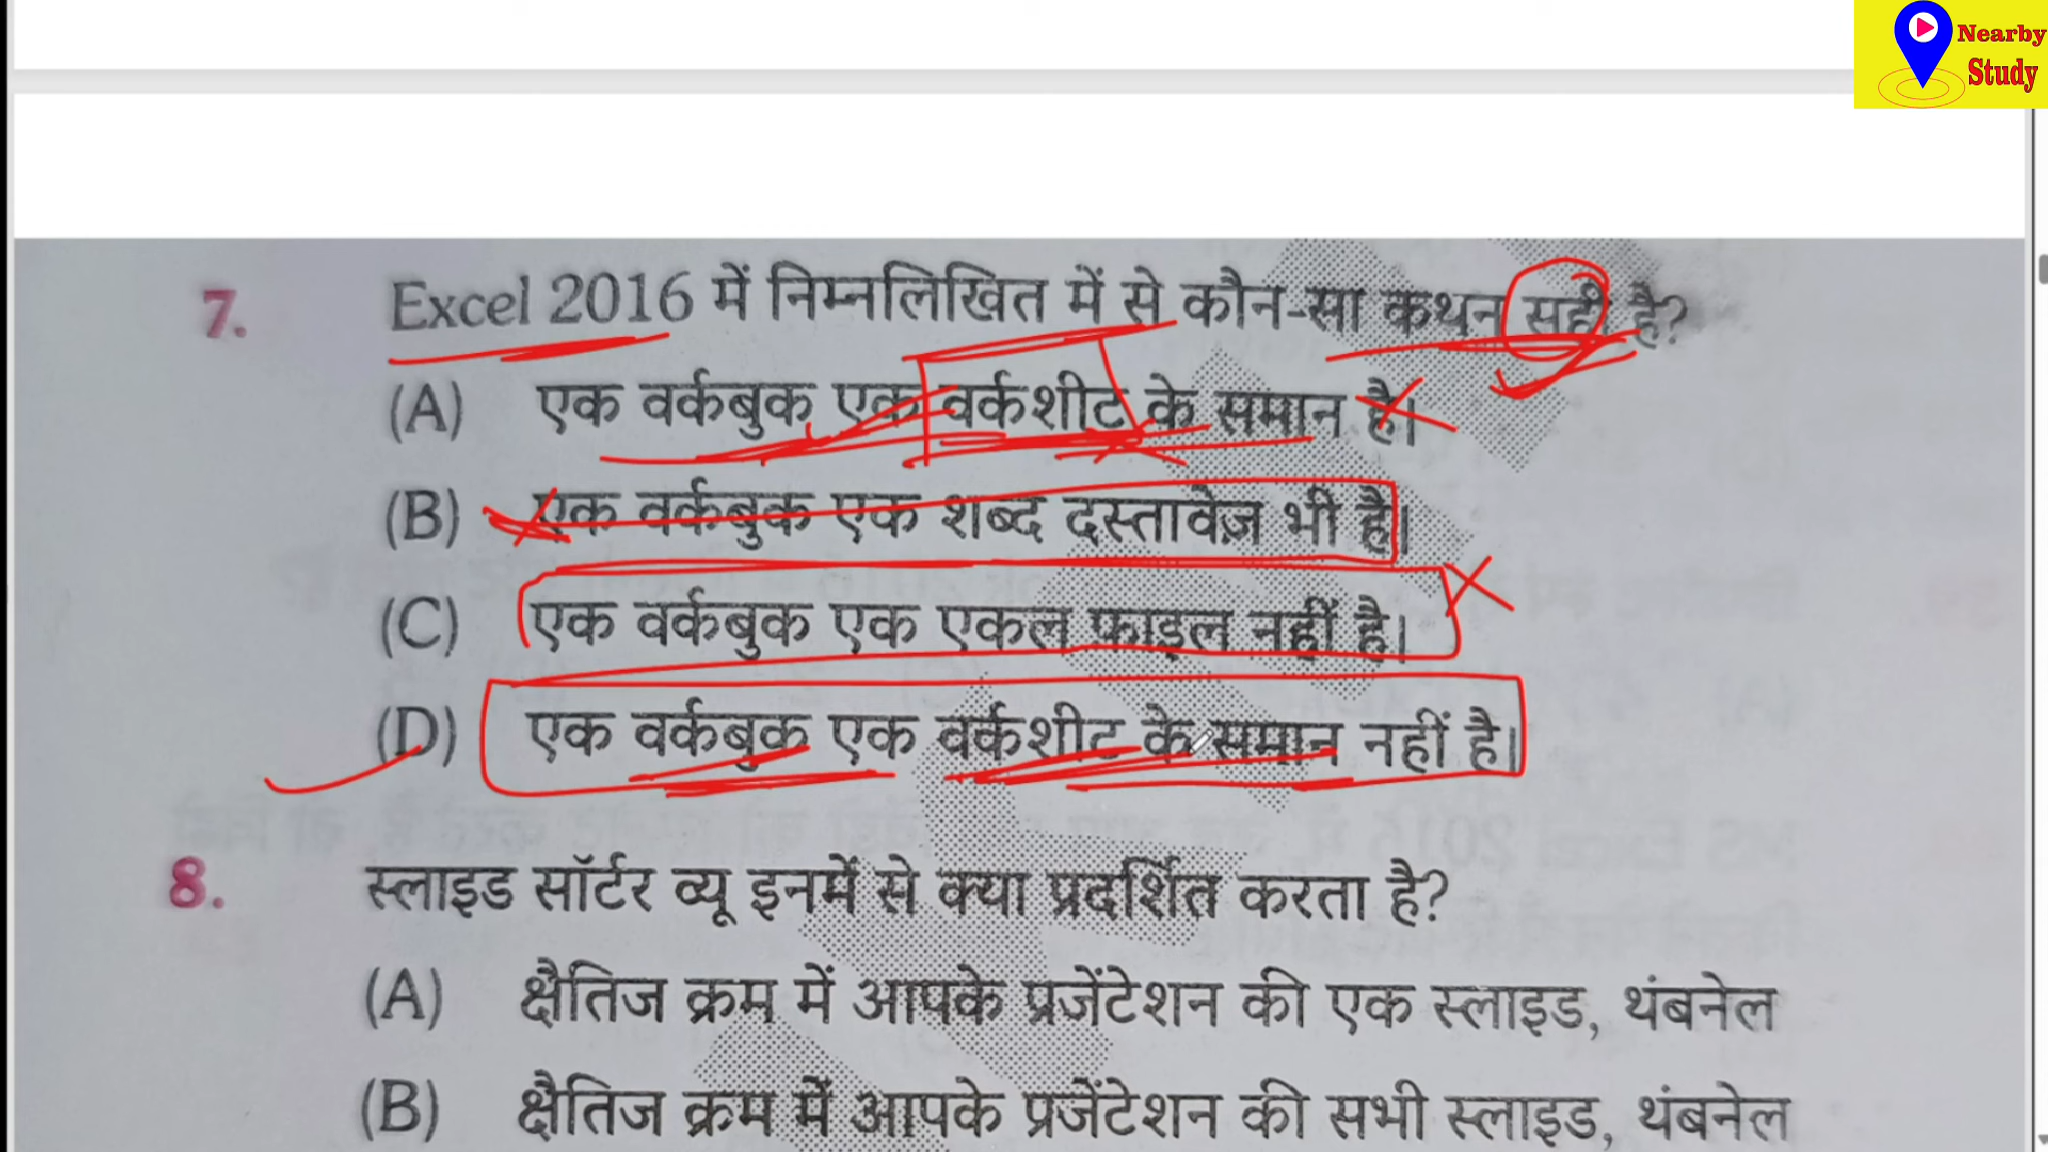 Nearby
Study
7. Excel 2016 में निम्नलिखित में से कौन-सा कथन सही है?
(A) एक वर्कबुक एक वर्कशीट के समान है।
(B) एक वर्कबुक एक शब्द दस्तावेज़ भी है।
(C) एक वर्कबुक एक एकल फ़ाइल नहीं है।
(D) एक वर्कबुक एक वर्कशीट के समान नहीं है।
8. स्लाइड सॉर्टर व्यू इनमें से क्या प्रदर्शित करता है?
(A) क्षैतिज क्रम में आपके प्रजेंटेशन की एक स्लाइड, थंबनेल
(B) क्षैतिज क्रम में आपके प्रजेंटेशन की सभी स्लाइड, थंबनेल